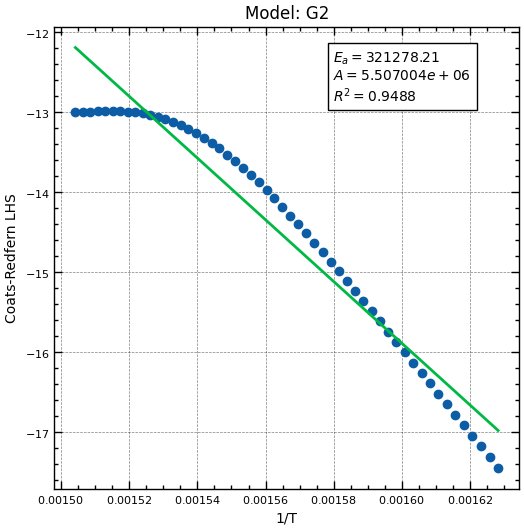 Model: G2
E_a = 321278.21
A = 5.507004e + 06
R² = 0.9488
Coats-Redfern LHS
−12
−13
−14
−15
−16
−17
0.00150 0.00152 0.00154 0.00156 0.00158 0.00160 0.00162
1/T